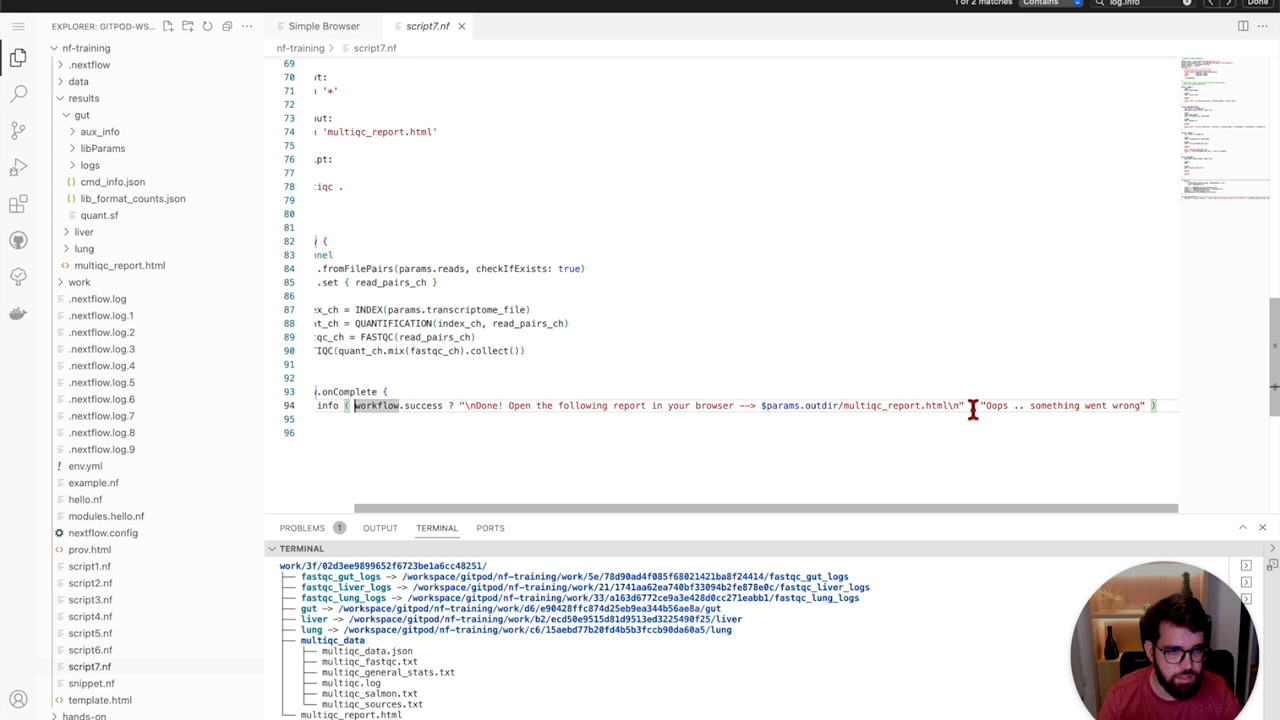 1 of 2 matches
Contains
log.info
Done
EXPLORER: GITPOD-WS...
Simple Browser
script7.nf
nf-training
nf-training > script7.nf
.nextflow
data
results
gut
aux_info
libParams
logs
cmd_info.json
lib_format_counts.json
quant.sf
liver
lung
multiqc_report.html
work
.nextflow.log
.nextflow.log.1
.nextflow.log.2
.nextflow.log.3
.nextflow.log.4
.nextflow.log.5
.nextflow.log.6
.nextflow.log.7
.nextflow.log.8
.nextflow.log.9
env.yml
example.nf
hello.nf
modules.hello.nf
nextflow.config
prov.html
script1.nf
script2.nf
script3.nf
script4.nf
script5.nf
script6.nf
script7.nf
snippet.nf
template.html
hands-on
69
70 ut:
71 n '*'
72
73 out:
74 n 'multiqc_report.html'
75
76 ipt:
77
78 tiqc .
79
80
81
82 w {
83 nnel
84 .fromFilePairs(params.reads, checkIfExists: true)
85 .set { read_pairs_ch }
86
87 ex_ch = INDEX(params.transcriptome_file)
88 nt_ch = QUANTIFICATION(index_ch, read_pairs_ch)
89 tqc_ch = FASTQC(read_pairs_ch)
90 TIQC(quant_ch.mix(fastqc_ch).collect())
91
92
93 w.onComplete {
94 info ( workflow.success ? "\nDone! Open the following report in your browser --> $params.outdir/multiqc_report.html\n" "Oops .. something went wrong" )
95
96
PROBLEMS 1 OUTPUT TERMINAL PORTS
TERMINAL
work/3f/02d3ee9899652f6723be1a6cc48251/
├── fastqc_gut_logs -> /workspace/gitpod/nf-training/work/5e/78d90ad4f085f68021421ba8f24414/fastqc_gut_logs
├── fastqc_liver_logs -> /workspace/gitpod/nf-training/work/21/1741aa62ea740bf33094b2fe878e0c/fastqc_liver_logs
├── fastqc_lung_logs -> /workspace/gitpod/nf-training/work/33/a163d6772ce9a3e428d0cc271eabb1/fastqc_lung_logs
├── gut -> /workspace/gitpod/nf-training/work/d6/e90428ffc874d25eb9ea344b56ae8a/gut
├── liver -> /workspace/gitpod/nf-training/work/b2/ecd50e9515d81d9513ed3225490f25/liver
├── lung -> /workspace/gitpod/nf-training/work/c6/15aebd77b20fd4b5b3fccb90da60a5/lung
├── multiqc_data
│ ├── multiqc_data.json
│ ├── multiqc_fastqc.txt
│ ├── multiqc_general_stats.txt
│ ├── multiqc.log
│ ├── multiqc_salmon.txt
│ └── multiqc_sources.txt
└── multiqc_report.html